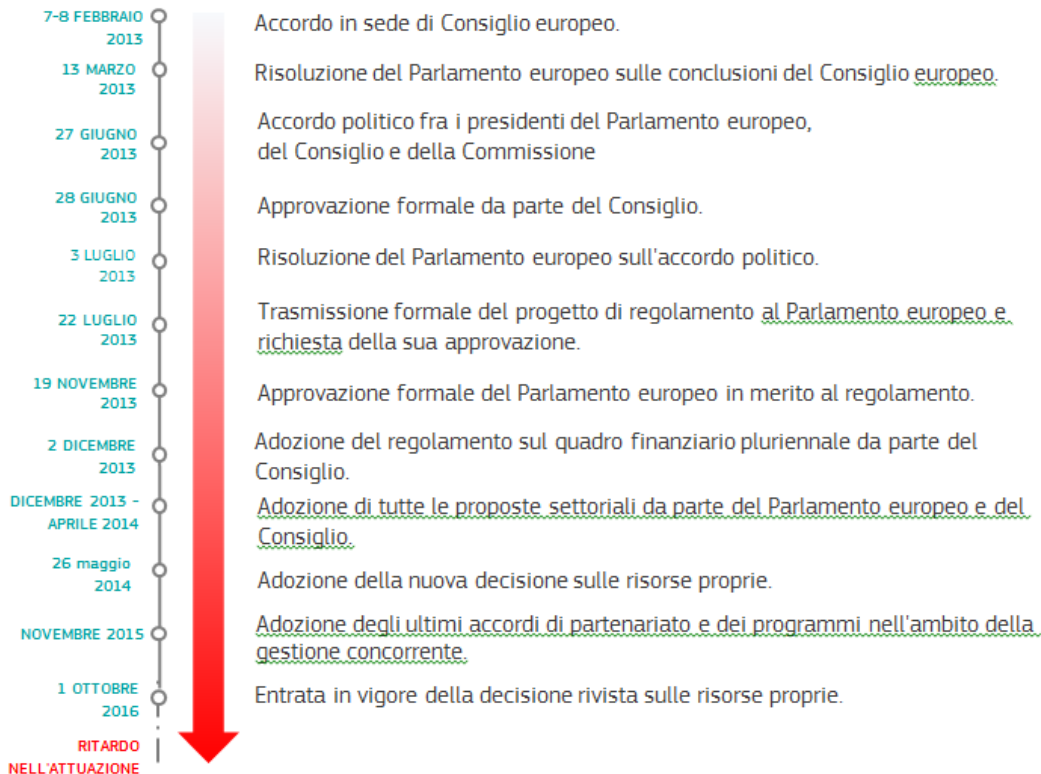 7-8 FEBBRAIO
2013
Accordo in sede di Consiglio europeo.
13 MARZO
2013
Risoluzione del Parlamento europeo sulle conclusioni del Consiglio europeo.
27 GIUGNO
2013
Accordo politico fra i presidenti del Parlamento europeo,
del Consiglio e della Commissione
28 GIUGNO
2013
Approvazione formale da parte del Consiglio.
3 LUGLIO
2013
Risoluzione del Parlamento europeo sull'accordo politico.
22 LUGLIO
2013
Trasmissione formale del progetto di regolamento al Parlamento europeo e
richiesta della sua approvazione.
19 NOVEMBRE
2013
Approvazione formale del Parlamento europeo in merito al regolamento.
2 DICEMBRE
2013
Adozione del regolamento sul quadro finanziario pluriennale da parte del
Consiglio.
DICEMBRE 2013 -
APRILE 2014
Adozione di tutte le proposte settoriali da parte del Parlamento europeo e del
Consiglio.
26 maggio
2014
Adozione della nuova decisione sulle risorse proprie.
NOVEMBRE 2015
Adozione degli ultimi accordi di partenariato e dei programmi nell'ambito della
gestione concorrente.
1 OTTOBRE
2016
Entrata in vigore della decisione rivista sulle risorse proprie.
RITARDO
NELL'ATTUAZIONE